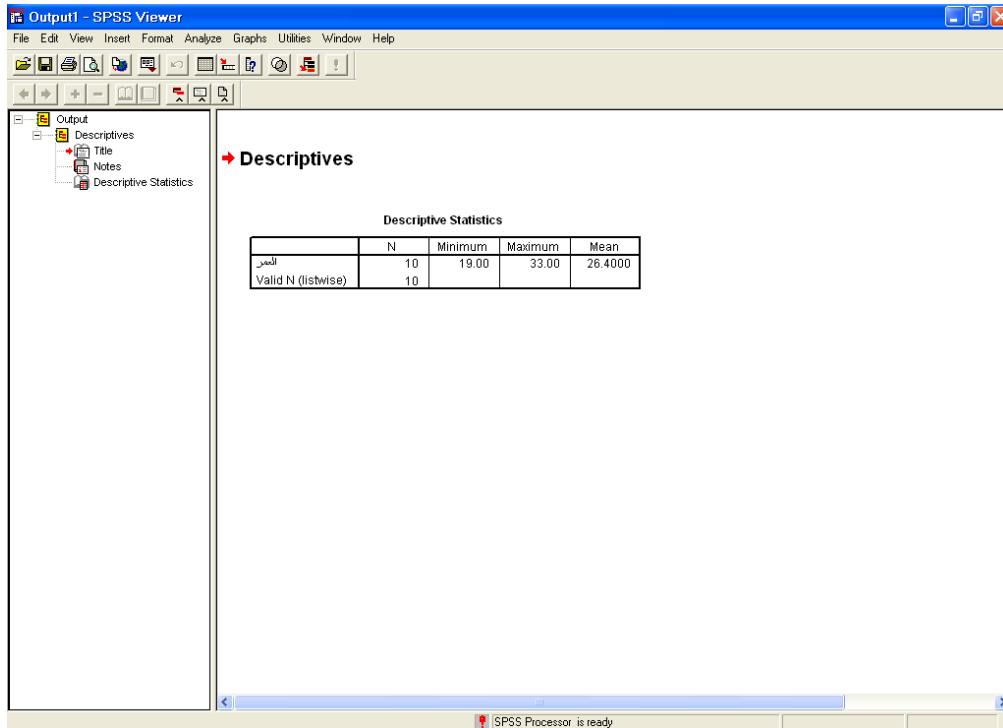 Output1 - SPSS Viewer
File Edit View Insert Format Analyze Graphs Utilities Window Help
Output
Descriptives
Title
Notes
Descriptive Statistics
Descriptives
Descriptive Statistics
N Minimum Maximum Mean
العمر 10 19.00 33.00 26.4000
Valid N (listwise) 10
SPSS Processor is ready